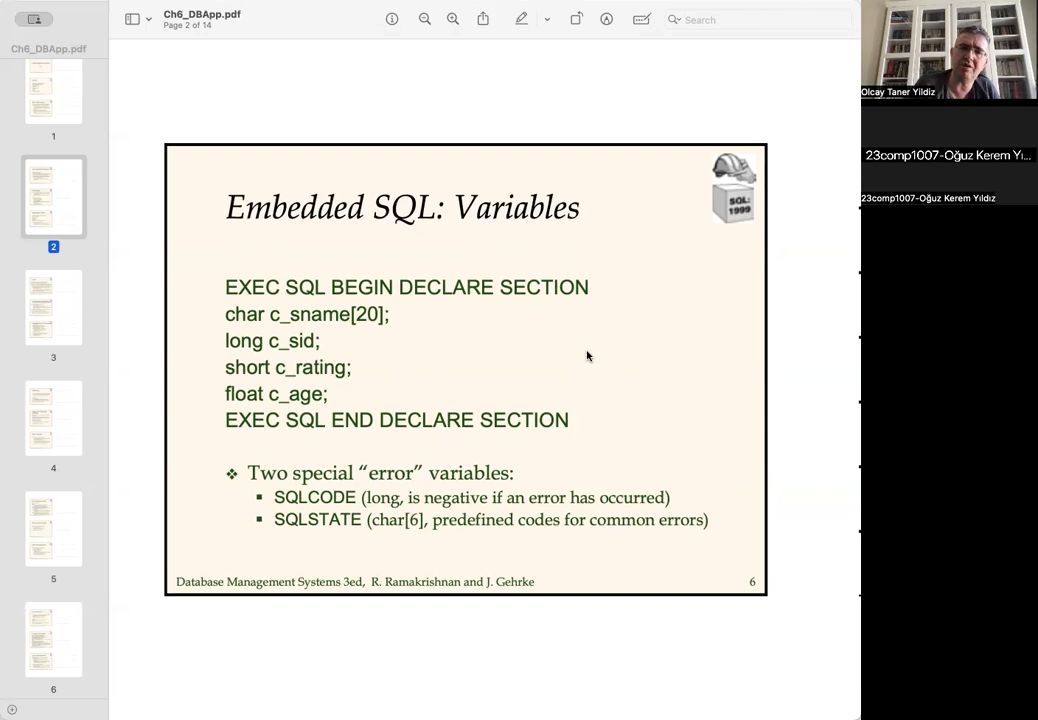 Ch6_DBApp.pdf
Page 2 of 14
Search
Ch6_DBApp.pdf
1
2
3
4
5
6
Embedded SQL: Variables
SQL:
1999
EXEC SQL BEGIN DECLARE SECTION
char c_sname[20];
long c_sid;
short c_rating;
float c_age;
EXEC SQL END DECLARE SECTION
❖ Two special “error” variables:
▪ SQLCODE (long, is negative if an error has occurred)
▪ SQLSTATE (char[6], predefined codes for common errors)
Database Management Systems 3ed, R. Ramakrishnan and J. Gehrke
6
Olcay Taner Yildiz
23comp1007-Oğuz Kerem Yı...
23comp1007-Oğuz Kerem Yıldız